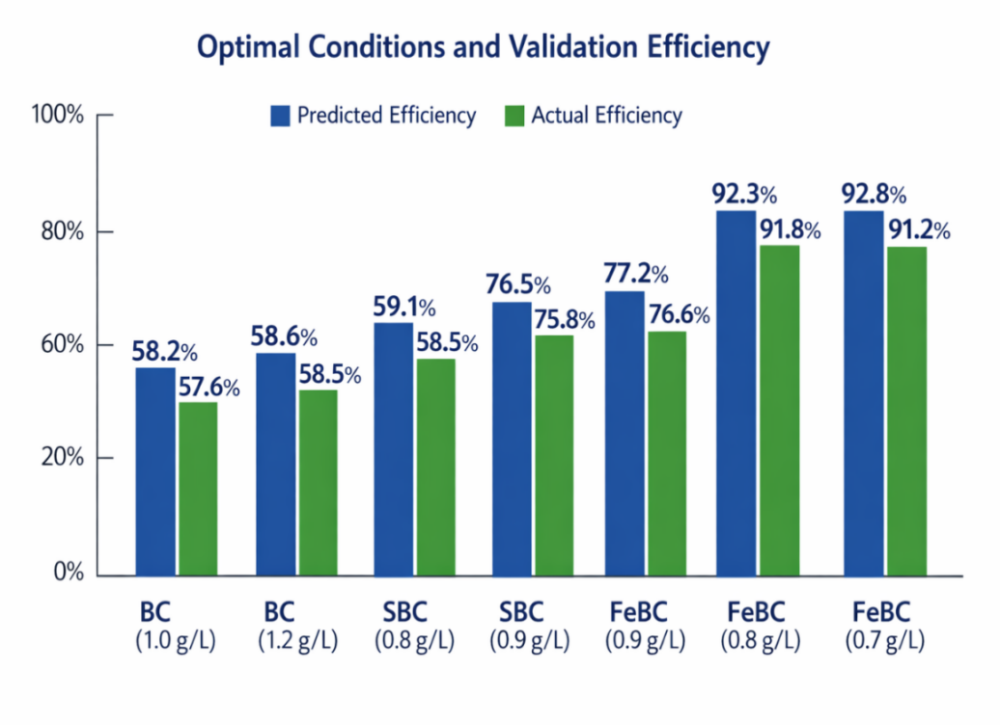 Optimal Conditions and Validation Efficiency
Predicted Efficiency
Actual Efficiency
100%
80%
60%
20%
0%
58.2%
57.6%
58.6%
58.5%
59.1%
58.5%
76.5%
75.8%
77.2%
76.6%
92.3%
91.8%
92.8%
91.2%
BC
(1.0 g/L)
BC
(1.2 g/L)
SBC
(0.8 g/L)
SBC
(0.9 g/L)
FeBC
(0.9 g/L)
FeBC
(0.8 g/L)
FeBC
(0.7 g/L)